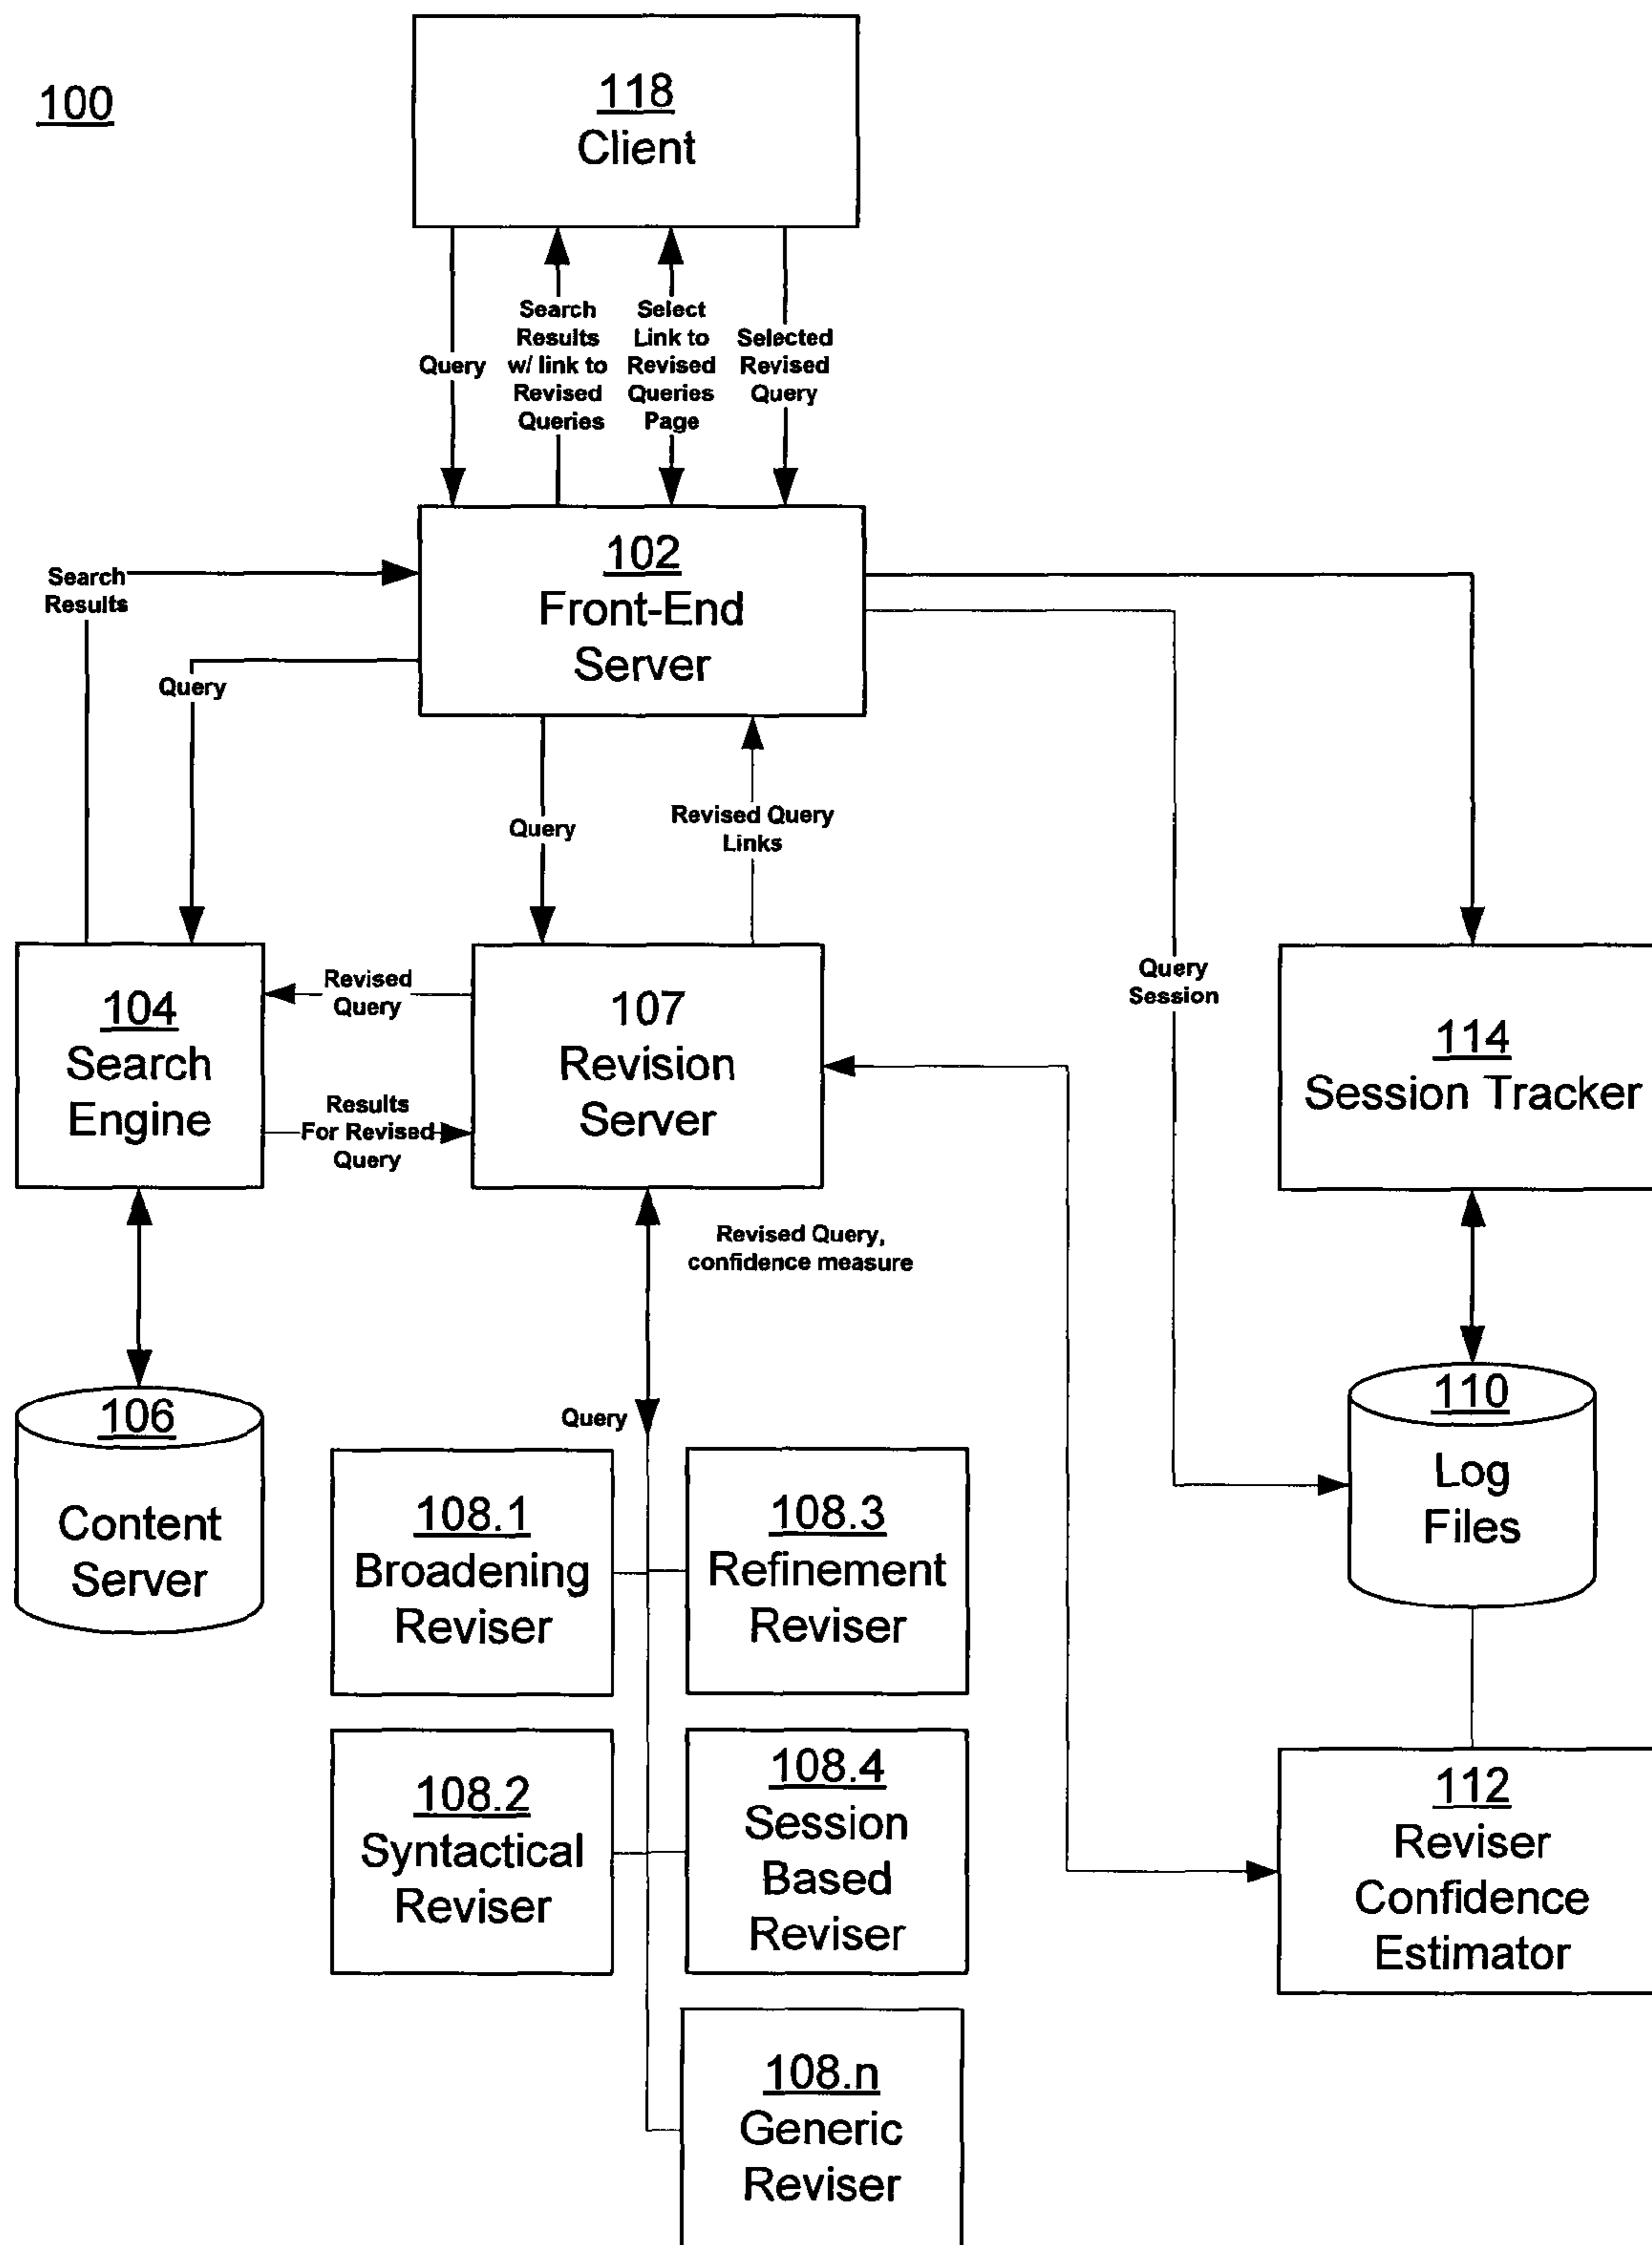 100
118
Client
Query
Search
Results
w/ link to
Revised
Queries
Select
Link to
Revised
Queries
Page
Selected
Revised
Query
102
Front-End
Server
Search
Results
Query
Query
Revised Query
Links
104
Search
Engine
Revised
Query
Results
For Revised
Query
107
Revision
Server
Query
Session
114
Session Tracker
Revised Query,
confidence measure
Query
106
Content
Server
110
Log
Files
108.1
Broadening
Reviser
108.3
Refinement
Reviser
108.2
Syntactical
Reviser
108.4
Session
Based
Reviser
112
Reviser
Confidence
Estimator
108.n
Generic
Reviser